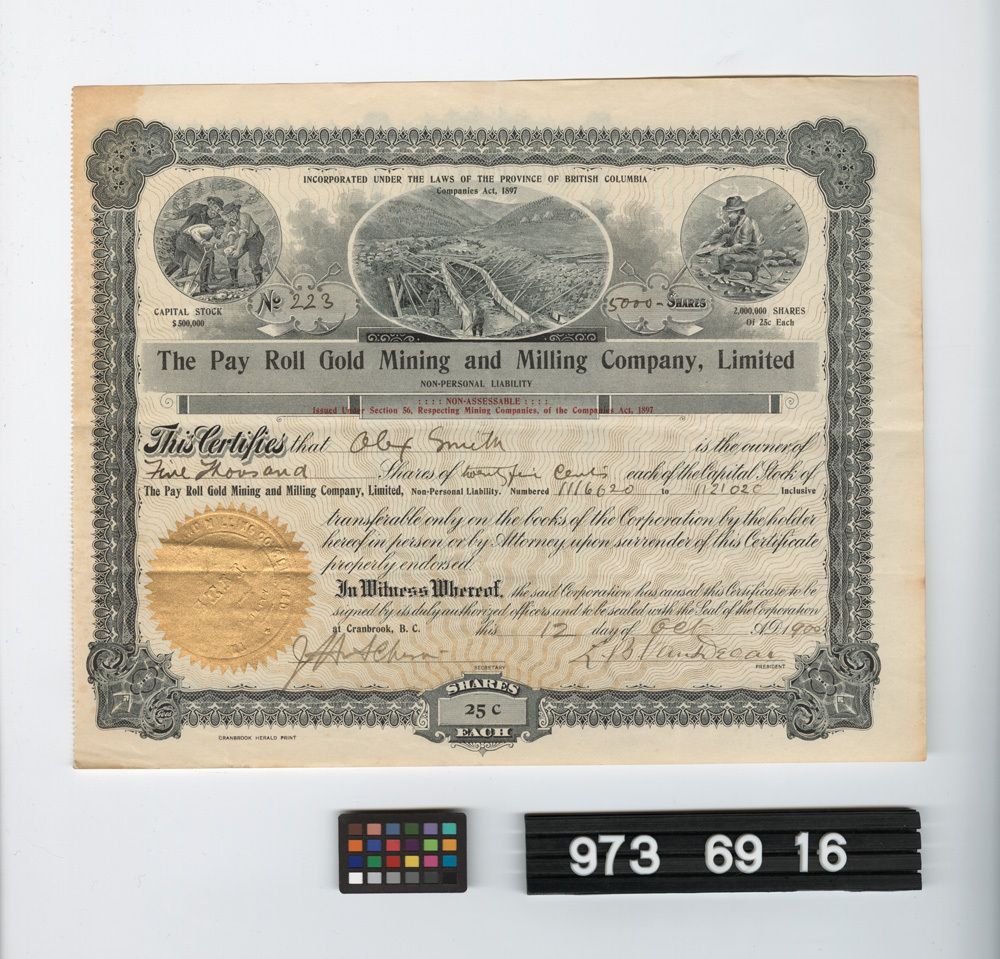 INCORPORATED UNDER THE LAWS OF THE PROVINCE OF BRITISH COLUMBIA
Companies Act, 1897
No 223
5000 - SHARES
CAPITAL STOCK
$500,000
2,000,000 SHARES
Of 25c Each
The Pay Roll Gold Mining and Milling Company, Limited
NON-PERSONAL LIABILITY
: : : : NON-ASSESSABLE : : : :
Issued Under Section 56, Respecting Mining Companies, of the Companies Act, 1897
This Certifies that Alex Smith is the owner of
Five Thousand Shares of twenty five Cents each of the Capital Stock of
The Pay Roll Gold Mining and Milling Company, Limited, Non-Personal Liability. Numbered 1116620 to 1121020 Inclusive
transferable only on the books of the Corporation by the holder
hereof in person or by Attorney upon surrender of this Certificate
properly endorsed.
In Witness Whereof, the said Corporation has caused this Certificate to be
signed by its duly authorized officers and to be sealed with the Seal of the Corporation
at Cranbrook, B. C. this 12 day of Oct A.D. 1900
SECRETARY
PRESIDENT
SHARES
25 C
EACH
CRANBROOK HERALD PRINT
973 69 16